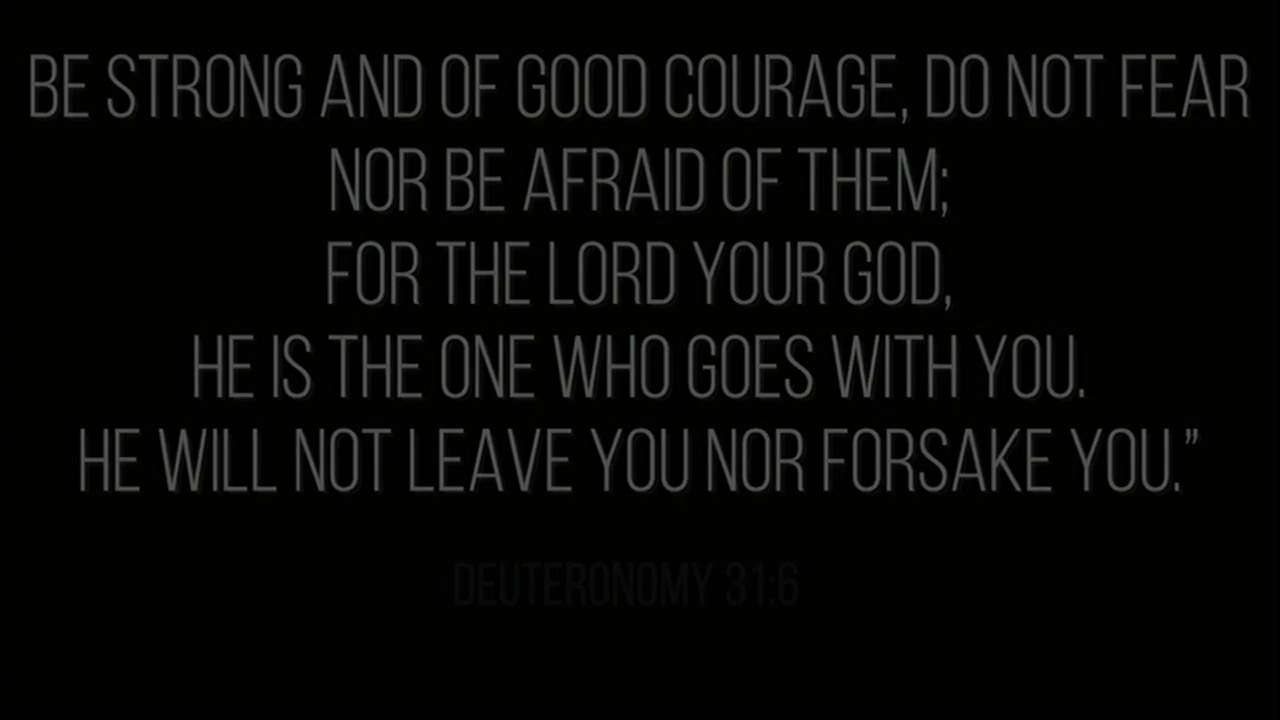 BE STRONG AND OF GOOD COURAGE, DO NOT FEAR
NOR BE AFRAID OF THEM;
FOR THE LORD YOUR GOD,
HE IS THE ONE WHO GOES WITH YOU.
HE WILL NOT LEAVE YOU NOR FORSAKE YOU.”
DEUTERONOMY 31:6